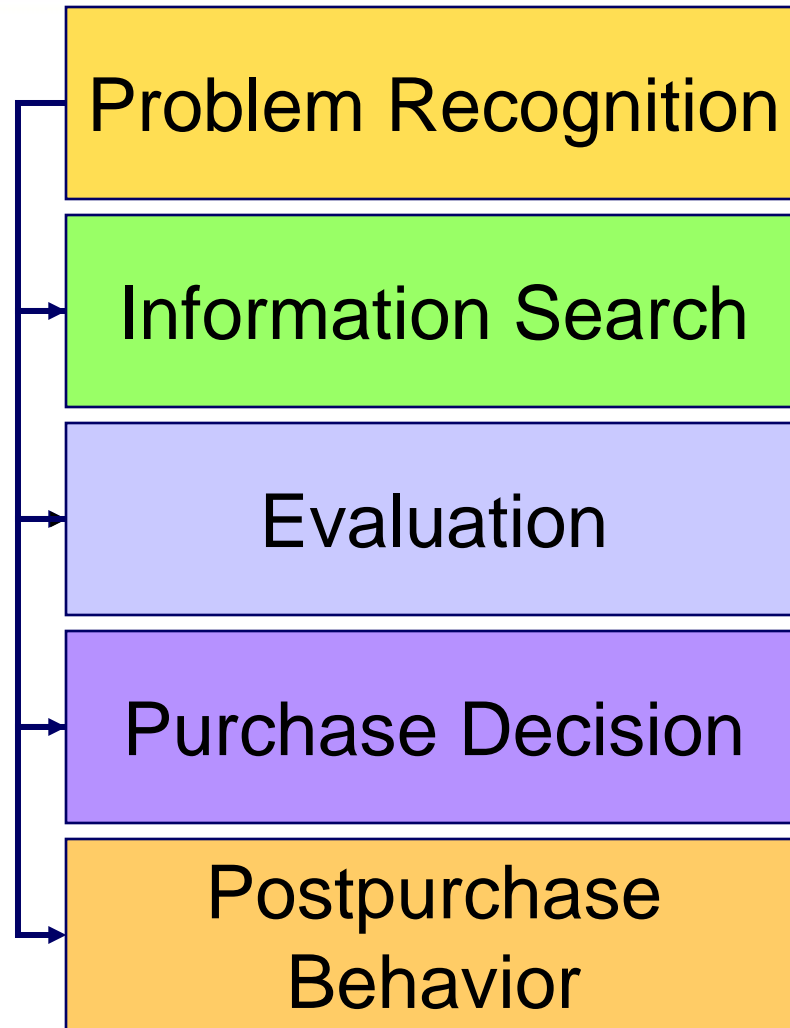 Problem Recognition
Information Search
Evaluation
Purchase Decision
Postpurchase
Behavior